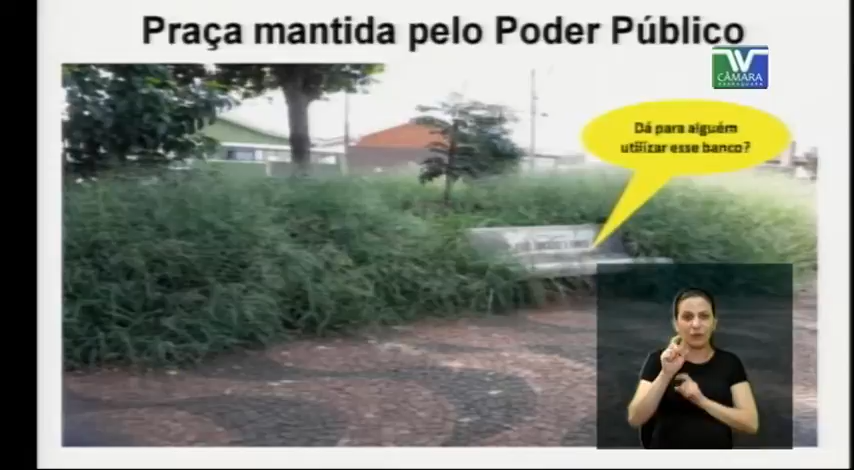 Praça mantida pelo Poder Público
TV
CÂMARA
Dá para alguém
utilizar esse banco?